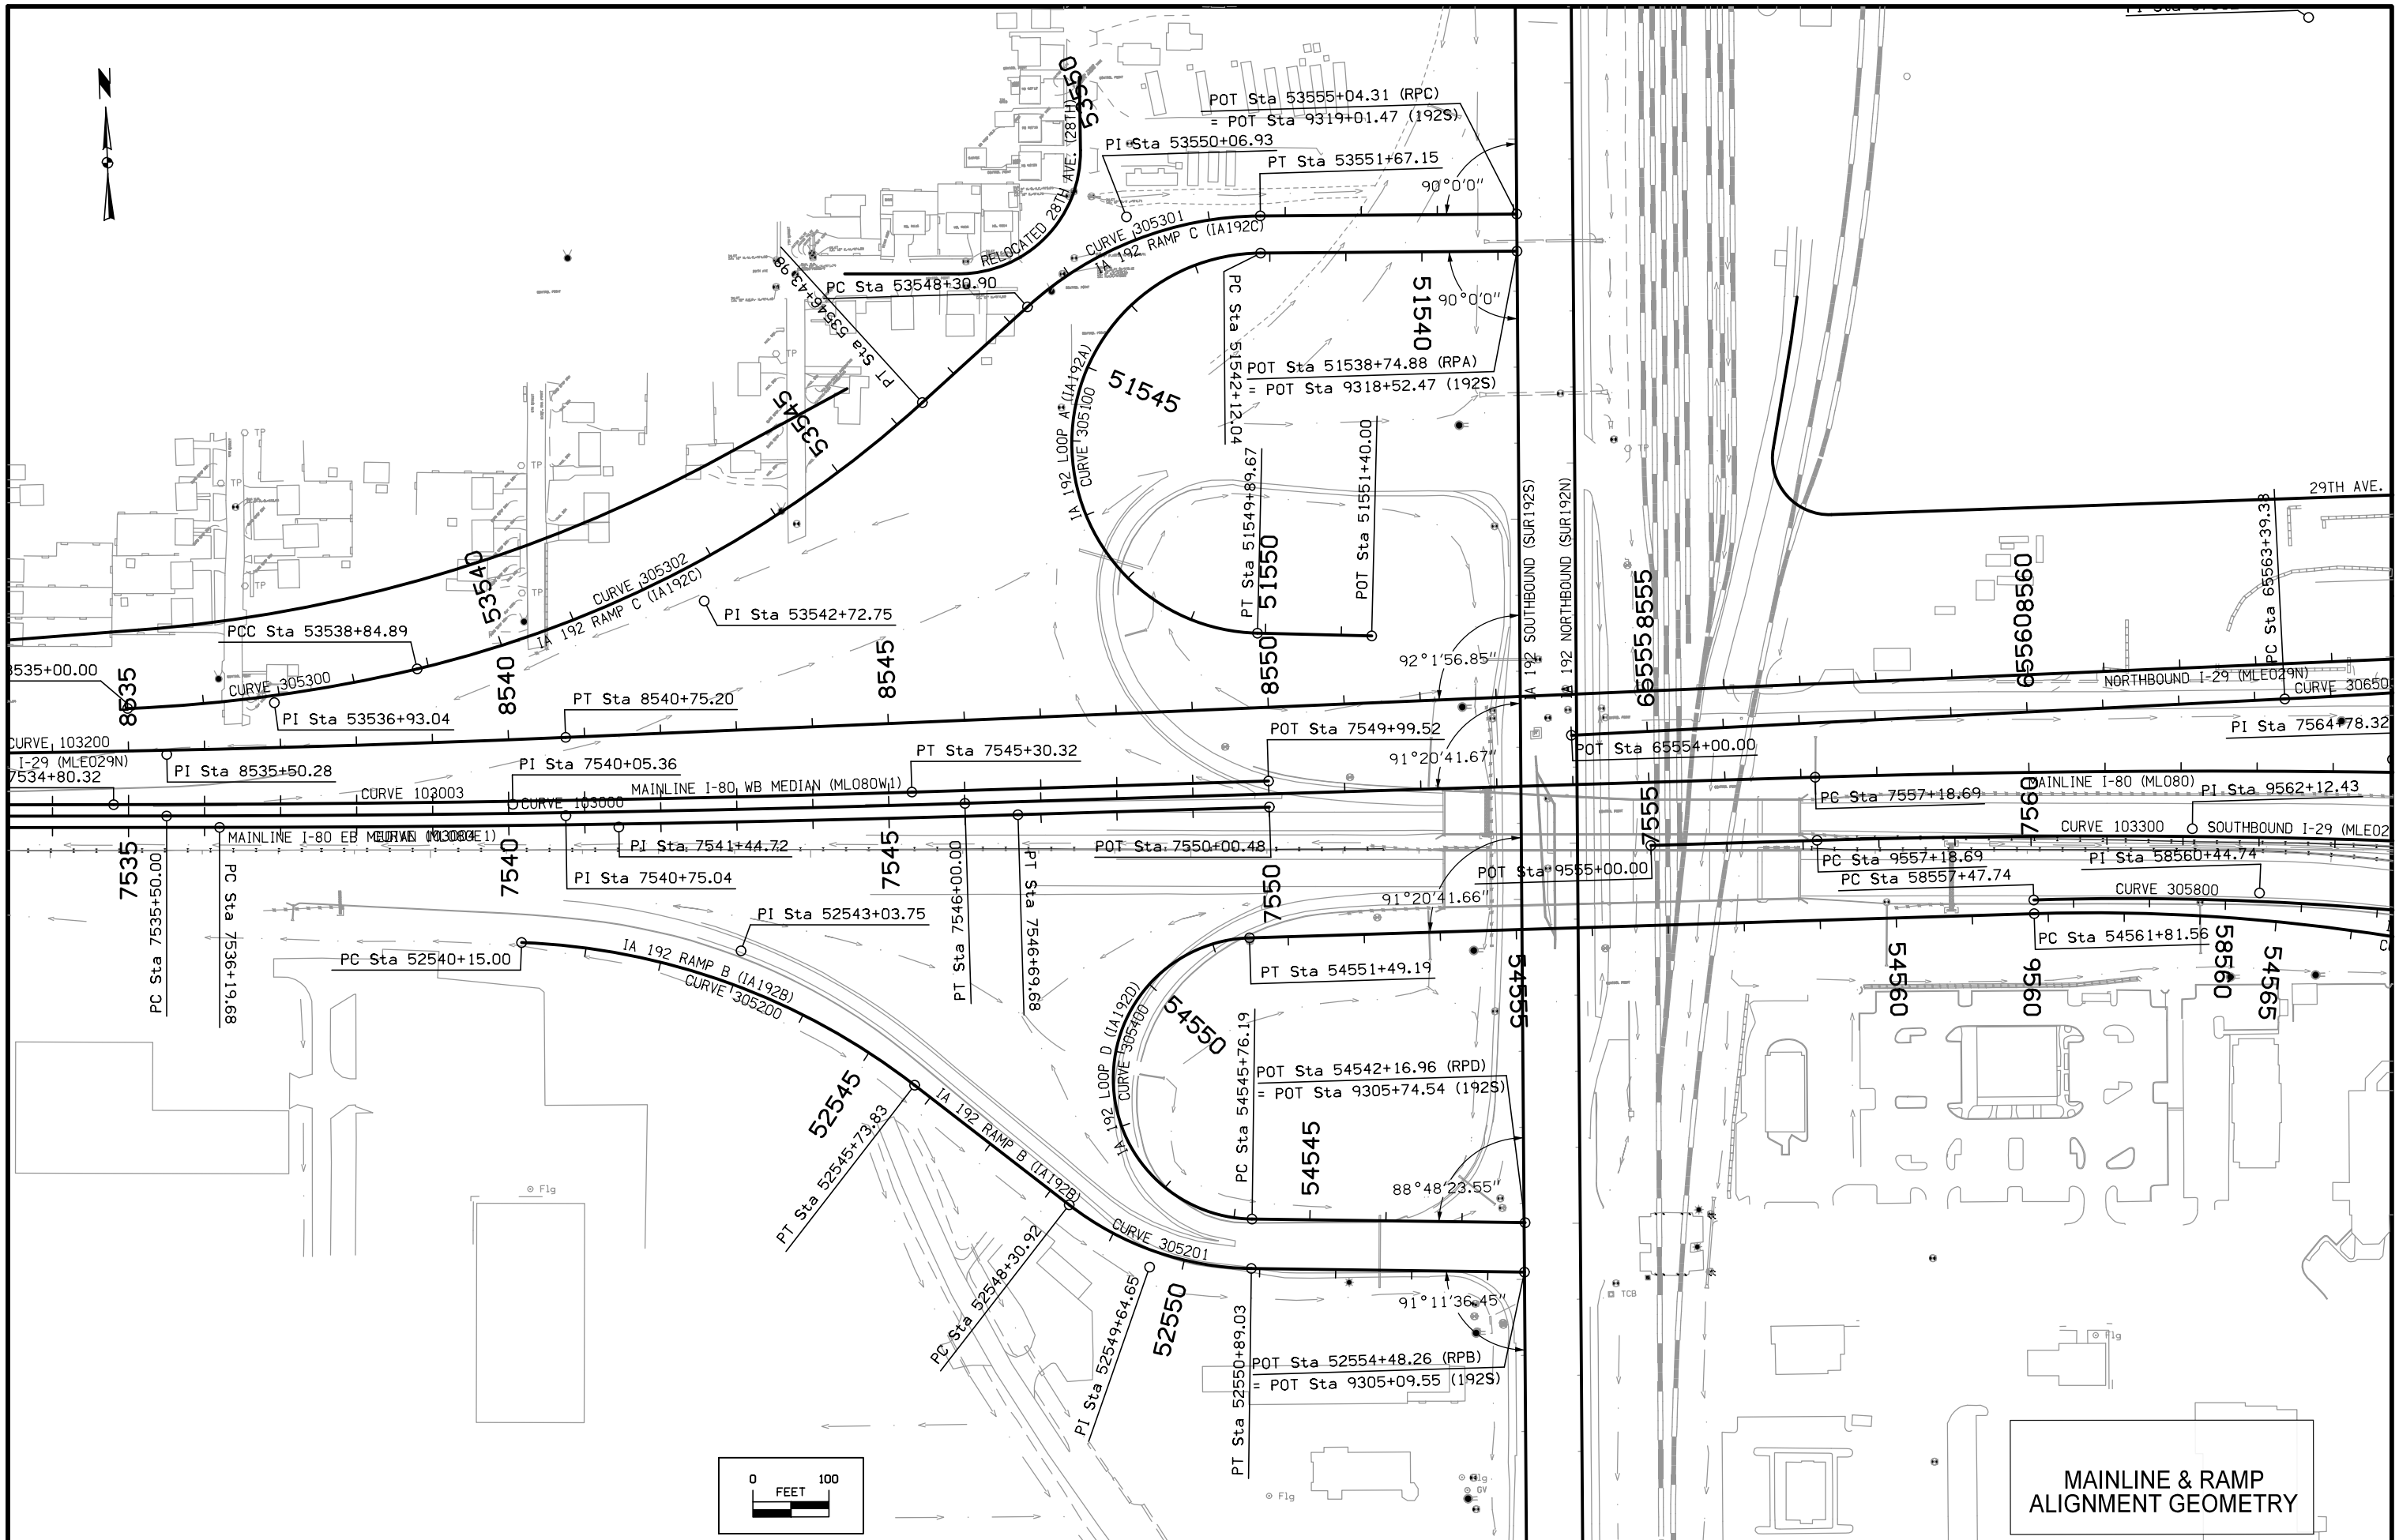 N
53550
RELOCATED 28TH AVE. (28TH)
POT Sta 53555+04.31 (RPC)
= POT Sta 9319+01.47 (192S)
PI Sta 53550+06.93
PT Sta 53551+67.15
90°0'0"
CURVE 305301
IA 192 RAMP C (IA192C)
PT Sta 53546+43.98
PC Sta 53548+30.90
PC Sta 51542+12.04
51540
90°0'0"
POT Sta 51538+74.88 (RPA)
= POT Sta 9318+52.47 (192S)
IA 192 LOOP A (IA192A)
CURVE 305100
51545
53545
TP
TP
TP
TP
TP
TP
TP
PT Sta 51549+89.67
51550
POT Sta 51551+40.00
IA 192 SOUTHBOUND (SUR192S)
IA 192 NORTHBOUND (SUR192N)
29TH AVE.
PC Sta 65563+39.38
53540
CURVE 305302
IA 192 RAMP C (IA192C)
PI Sta 53542+72.75
PCC Sta 53538+84.89
8555
65555
8560
65560
92°1'56.85"
8535
8540
8545
8550
CURVE 305300
PI Sta 53536+93.04
PT Sta 8540+75.20
NORTHBOUND I-29 (MLE029N)
POT Sta 7549+99.52
PI Sta 7564+78.32
CURVE 103200
I-29 (MLE029N)
7534+80.32
PI Sta 8535+50.28
PI Sta 7540+05.36
PT Sta 7545+30.32
91°20'41.67"
POT Sta 65554+00.00
CURVE 103003
CURVE 103000
MAINLINE I-80 WB MEDIAN (ML080W1)
7555
7560
MAINLINE I-80 (ML080)
PC Sta 7557+18.69
PI Sta 9562+12.43
MAINLINE I-80 EB MEDIAN
PI Sta 7541+44.72
POT Sta 7550+00.48
CURVE 103300
7535
7540
7545
7550
PC Sta 7535+50.00
PC Sta 7536+19.68
PI Sta 7540+75.04
PT Sta 7546+00.00
PT Sta 7546+69.68
POT Sta 9555+00.00
PC Sta 9557+18.69
PI Sta 58560+44.74
PC Sta 58557+47.74
CURVE 305800
91°20'41.66"
PI Sta 52543+03.75
PC Sta 52540+15.00
IA 192 RAMP B (IA192B)
CURVE 305200
PT Sta 54551+49.19
PC Sta 54561+81.56
54555
54560
9560
58560
54565
54550
IA 192 LOOP D (IA192D)
CURVE 305400
PC Sta 54545+76.19
POT Sta 54542+16.96 (RPD)
= POT Sta 9305+74.54 (192S)
52545
PT Sta 52545+73.83
IA 192 RAMP B (IA192B)
54545
88°48'23.55"
Flg
PC Sta 52548+30.92
CURVE 305201
PI Sta 52549+64.65
52550
PT Sta 52550+89.03
91°11'36.45"
TCB
POT Sta 52554+48.26 (RPB)
= POT Sta 9305+09.55 (192S)
Flg
0 100
FEET
Flg
GV
MAINLINE & RAMP
ALIGNMENT GEOMETRY